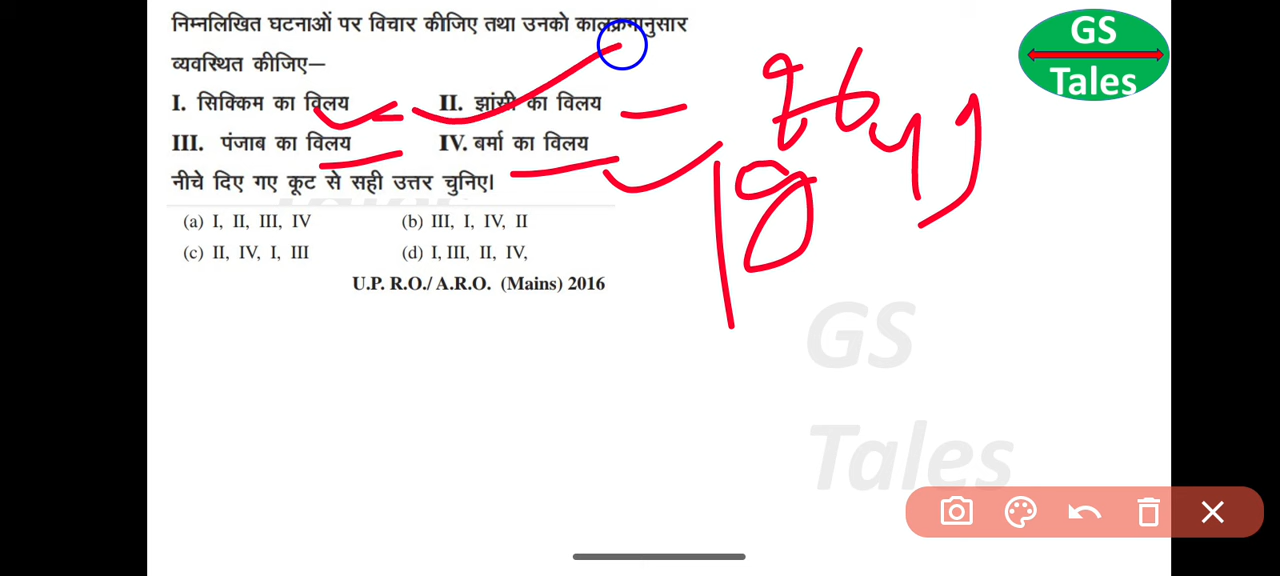 निम्नलिखित घटनाओं पर विचार कीजिए तथा उनको कालक्रमानुसार
व्यवस्थित कीजिए–
I. सिक्किम का विलय II. झांसी का विलय
III. पंजाब का विलय IV. बर्मा का विलय
नीचे दिए गए कूट से सही उत्तर चुनिए।
(a) I, II, III, IV (b) III, I, IV, II
(c) II, IV, I, III (d) I, III, II, IV,
U.P. R.O./ A.R.O. (Mains) 2016
GS
Tales
GS
Tales